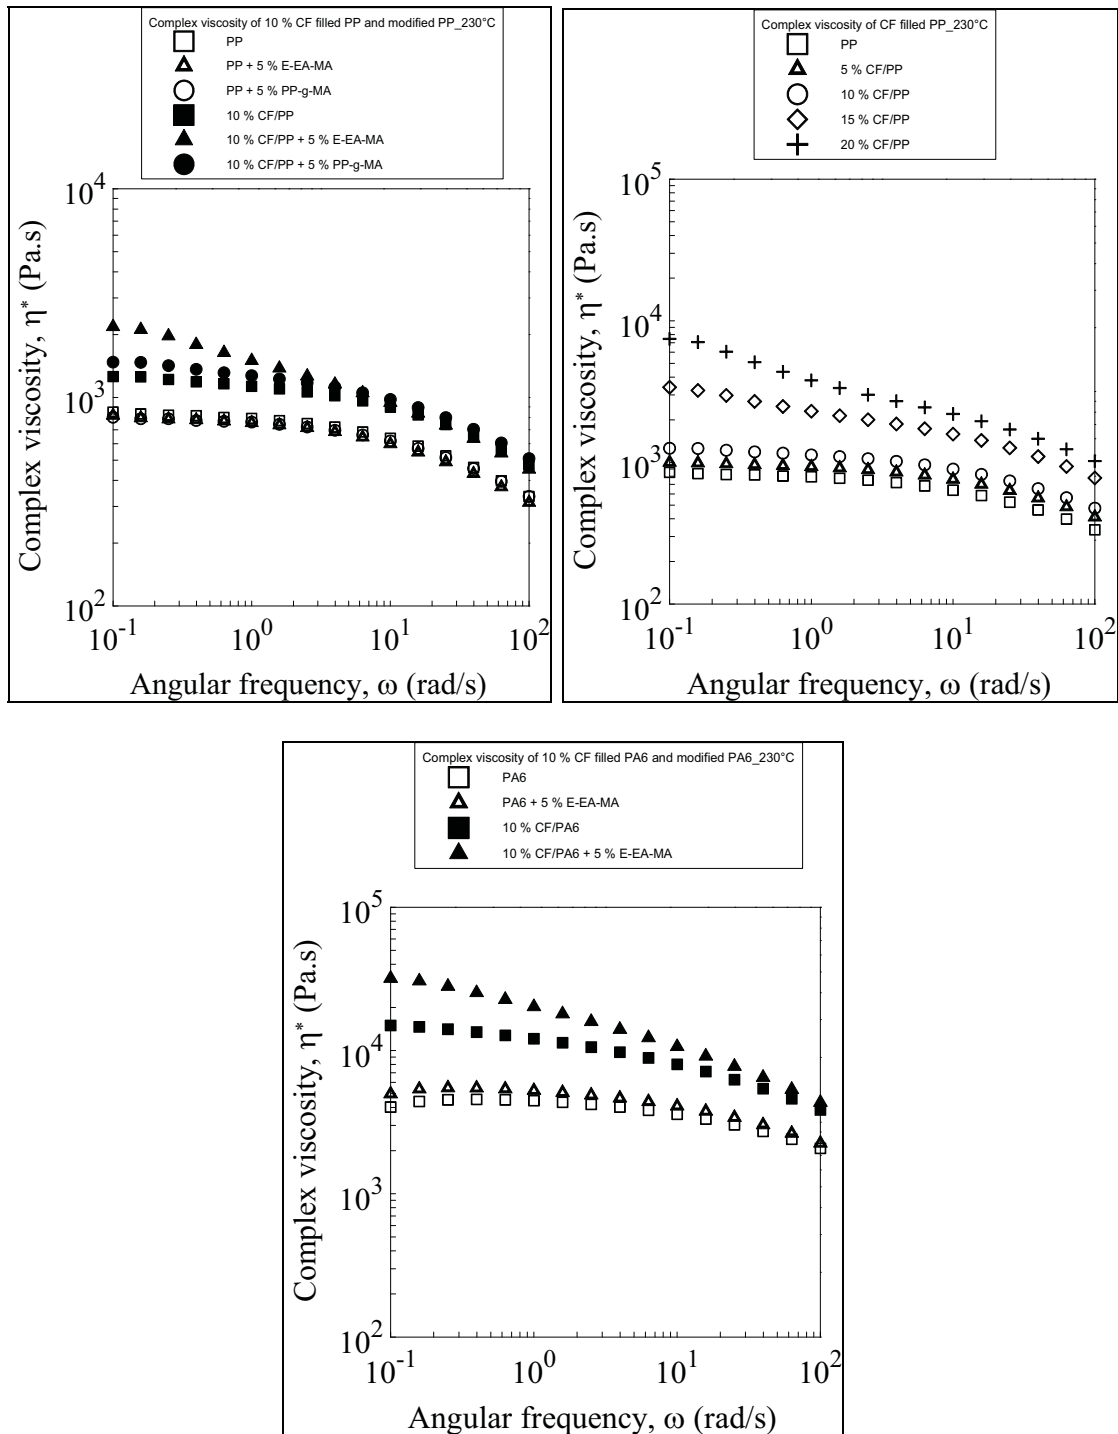 Complex viscosity of 10 % CF filled PP and modified PP_230°C
PP
PP + 5 % E-EA-MA
PP + 5 % PP-g-MA
10 % CF/PP
10 % CF/PP + 5 % E-EA-MA
10 % CF/PP + 5 % PP-g-MA
10^4
10^3
10^2
Complex viscosity, η* (Pa.s)
10^-1 10^0 10^1 10^2
Angular frequency, ω (rad/s)
Complex viscosity of CF filled PP_230°C
PP
5 % CF/PP
10 % CF/PP
15 % CF/PP
20 % CF/PP
10^5
10^4
10^3
10^2
Complex viscosity, η* (Pa.s)
10^-1 10^0 10^1 10^2
Angular frequency, ω (rad/s)
Complex viscosity of 10 % CF filled PA6 and modified PA6_230°C
PA6
PA6 + 5 % E-EA-MA
10 % CF/PA6
10 % CF/PA6 + 5 % E-EA-MA
10^5
10^4
10^3
10^2
Complex viscosity, η* (Pa.s)
10^-1 10^0 10^1 10^2
Angular frequency, ω (rad/s)